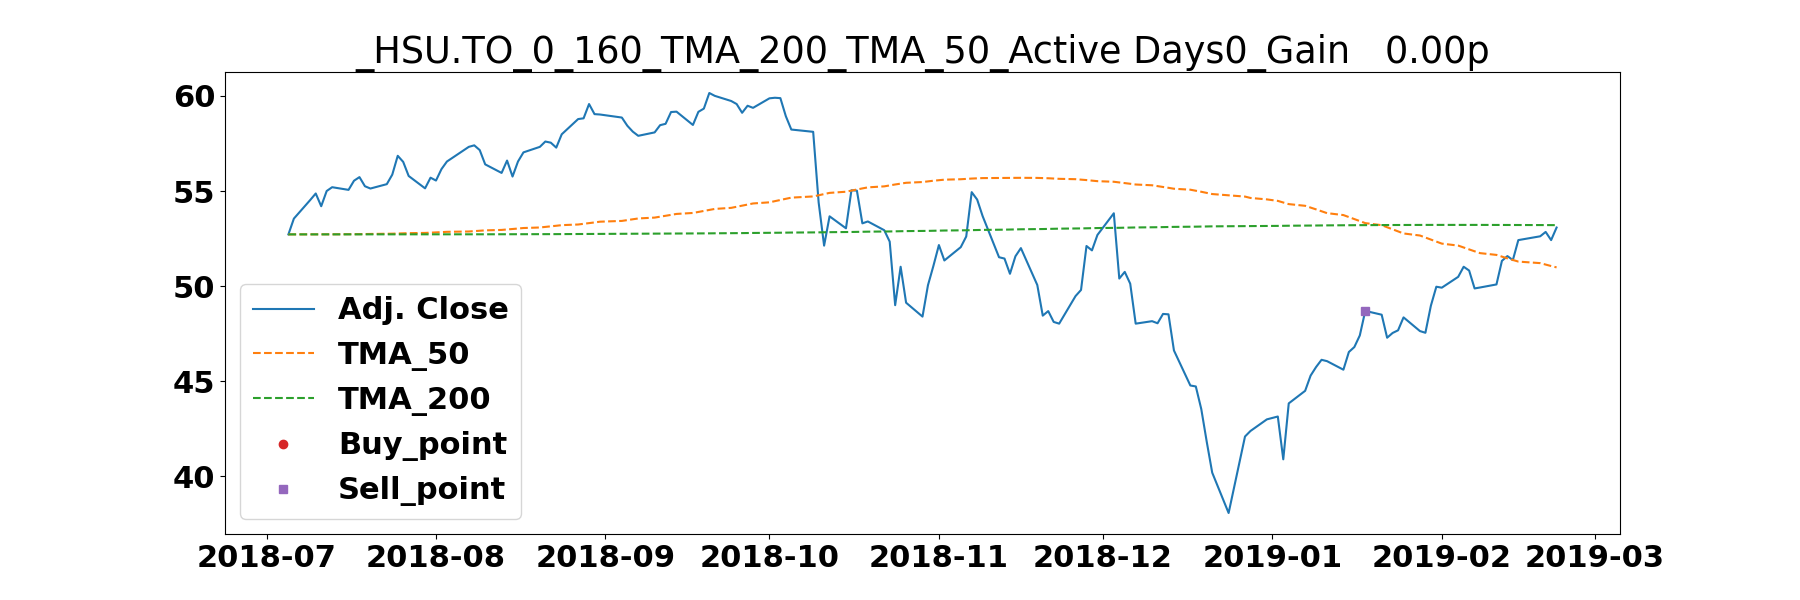 _HSU.TO_0_160_TMA_200_TMA_50_Active Days0_Gain   0.00p
60
55
50
45
40
Adj. Close
TMA_50
TMA_200
Buy_point
Sell_point
2018-07 2018-08 2018-09 2018-10 2018-11 2018-12 2019-01 2019-02 2019-03